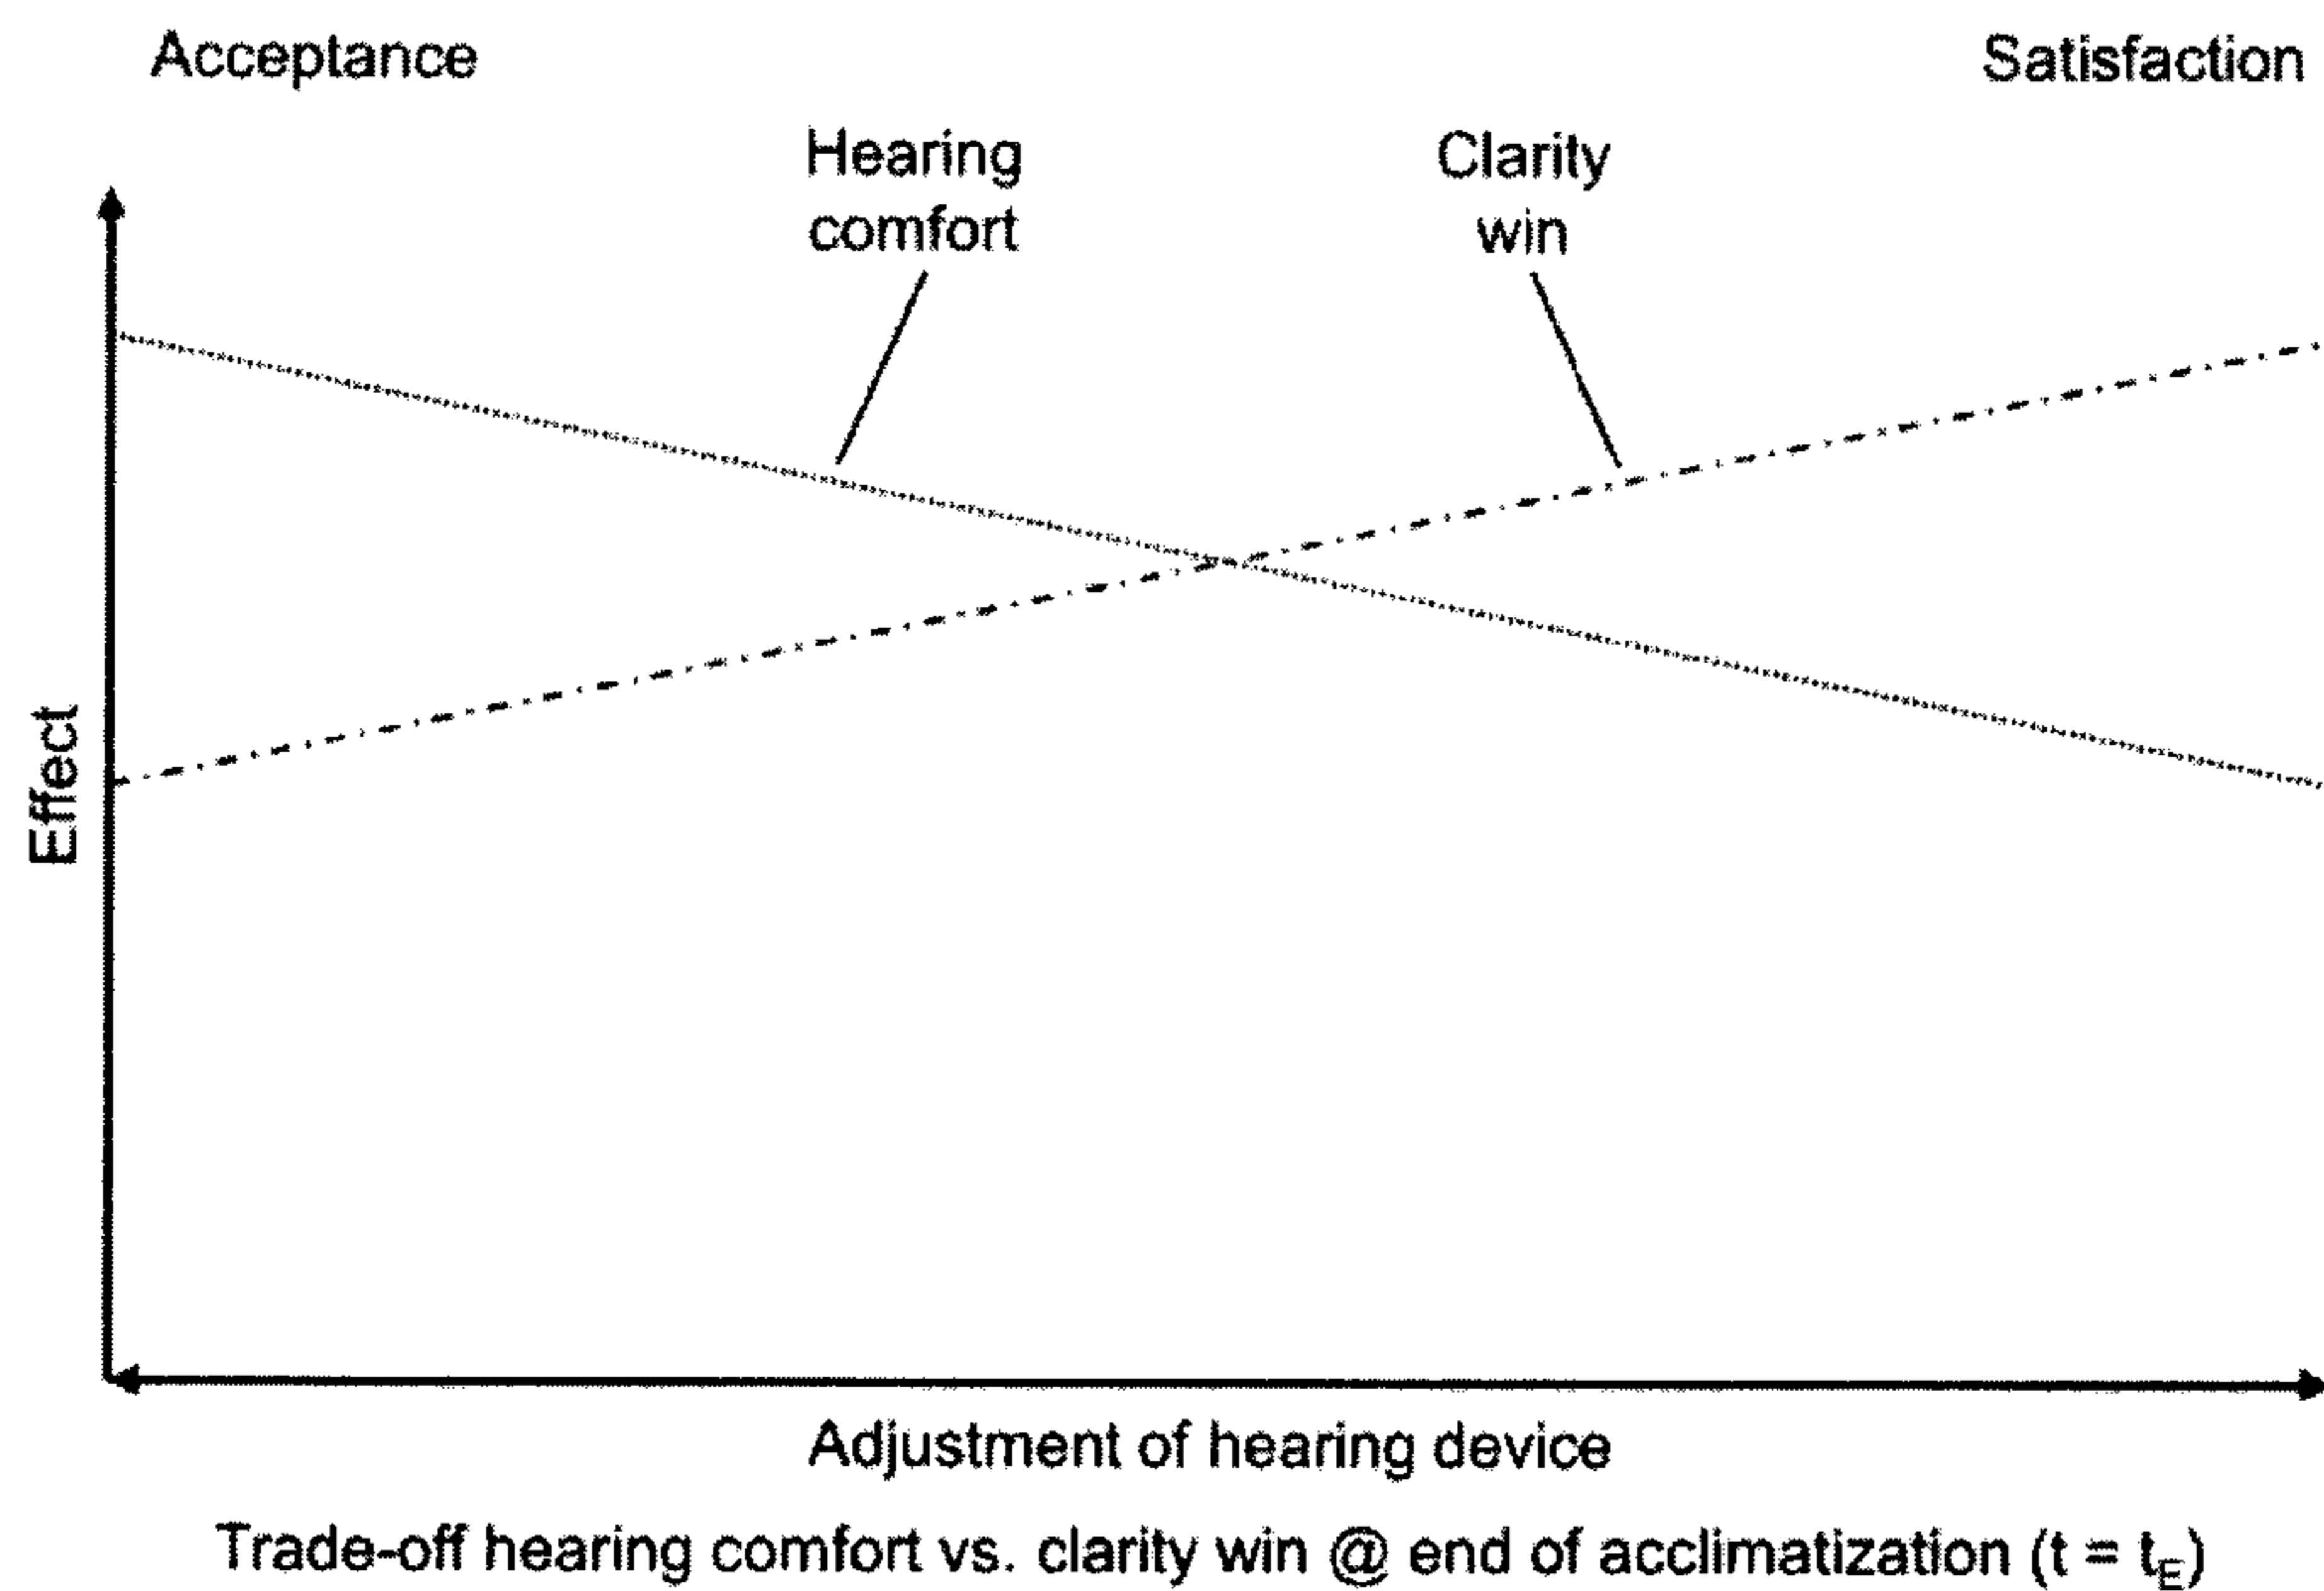 Acceptance
Satisfaction
Hearing
comfort
Clarity
win
Effect
Adjustment of hearing device
Trade-off hearing comfort vs. clarity win @ end of acclimatization (t = t_E)